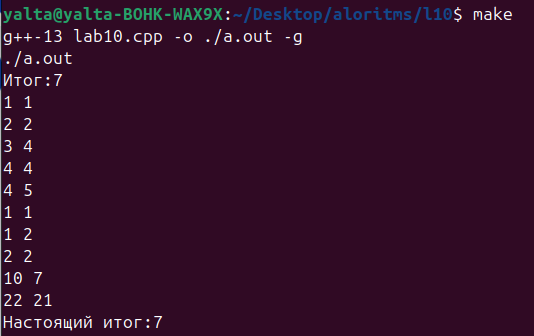 yalta@yalta-BOHK-WAX9X:~/Desktop/aloritms/l10$ make
g++-13 lab10.cpp -o ./a.out -g
./a.out
Итог:7
1 1
2 2
3 4
4 4
4 5
1 1
1 2
2 2
10 7
22 21
Настоящий итог:7